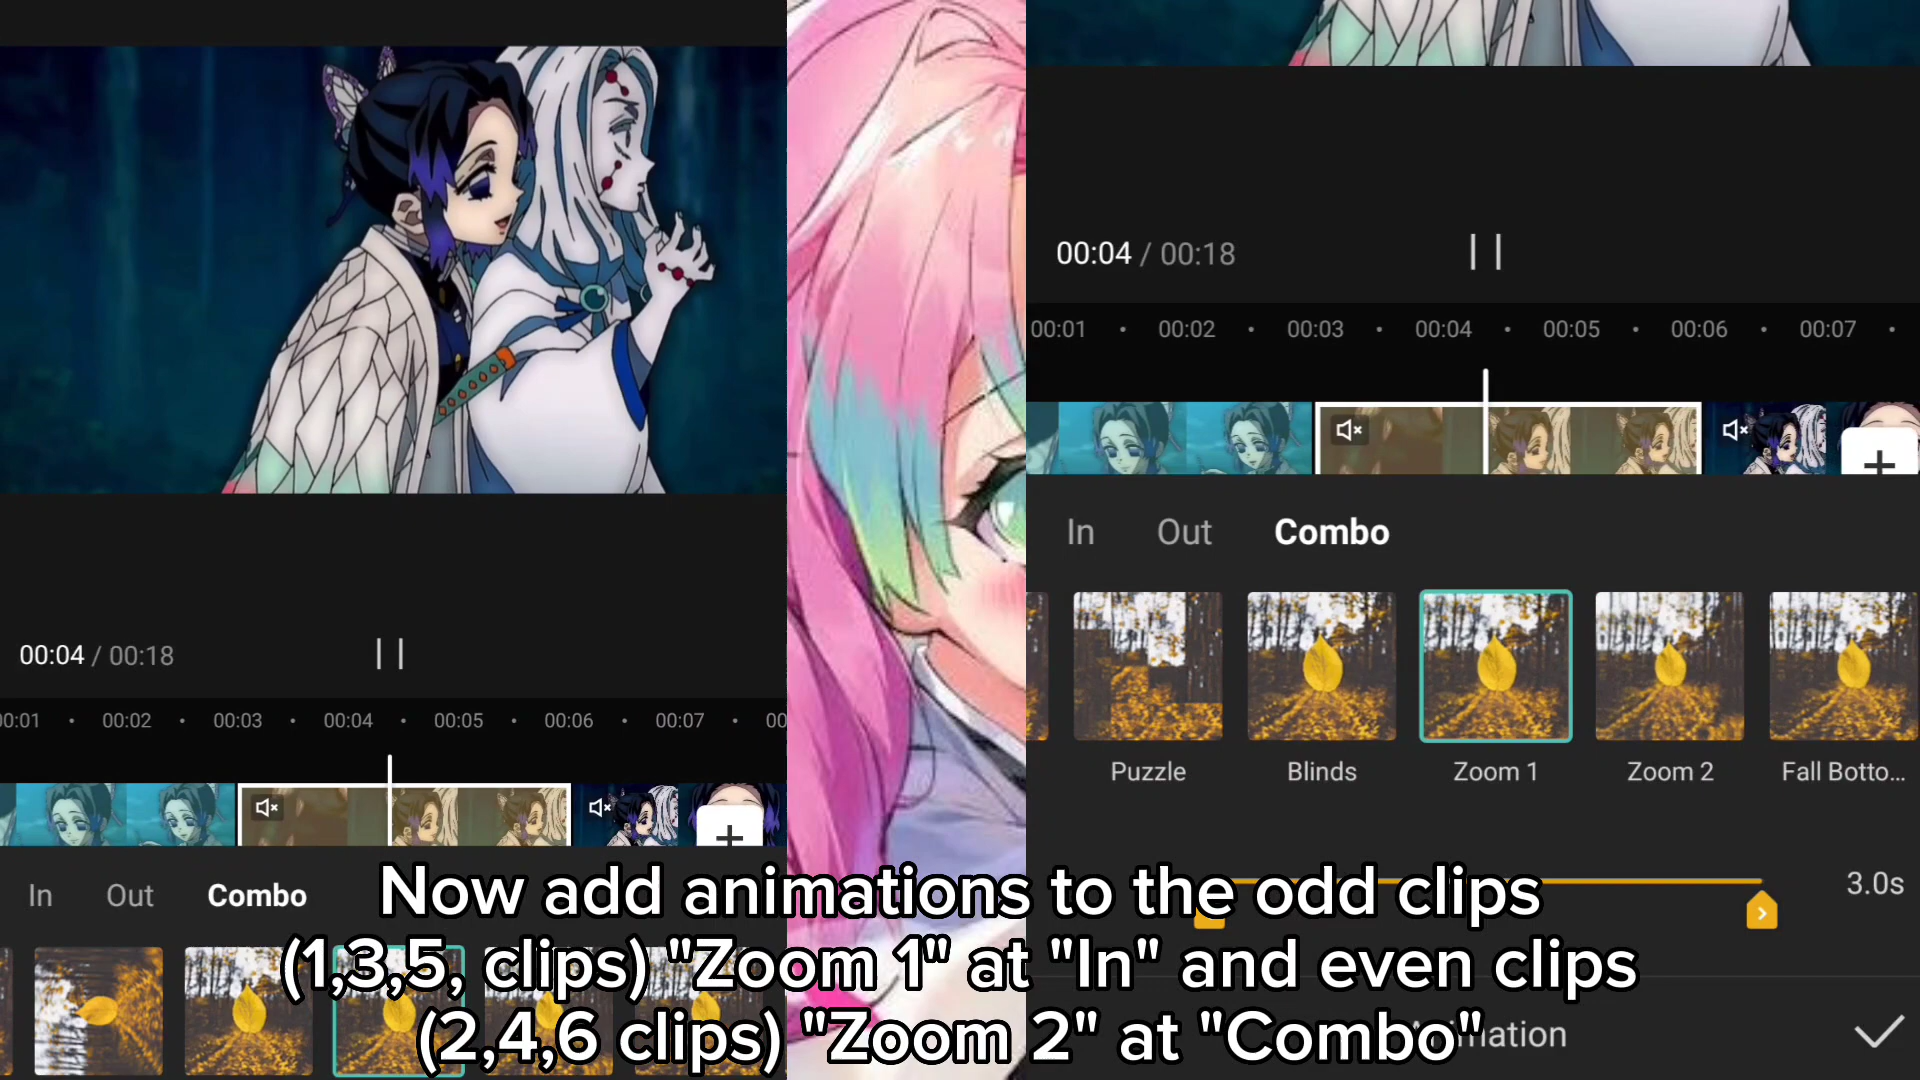 00:04 / 00:18
00:01 00:02 00:03 00:04 00:05 00:06 00:07 00
In Out Combo
00:04 / 00:18
00:01 00:02 00:03 00:04 00:05 00:06 00:07
In Out Combo
Puzzle Blinds Zoom 1 Zoom 2 Fall Botto...
3.0s
Now add animations to the odd clips
(1,3,5, clips) "Zoom 1" at "In" and even clips
(2,4,6 clips) "Zoom 2" at "Combo"